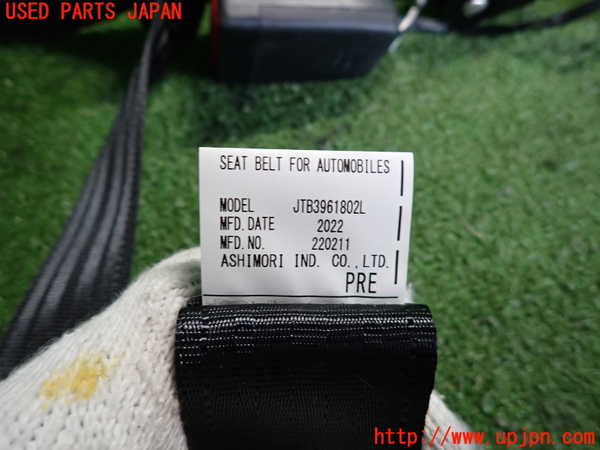 USED PARTS JAPAN
SEAT BELT FOR AUTOMOBILES
MODEL JTB3961802L
MFD. DATE 2022
MFD. NO. 220211
ASHIMORI IND. CO., LTD.
PRE
http://www.upjpn.com/